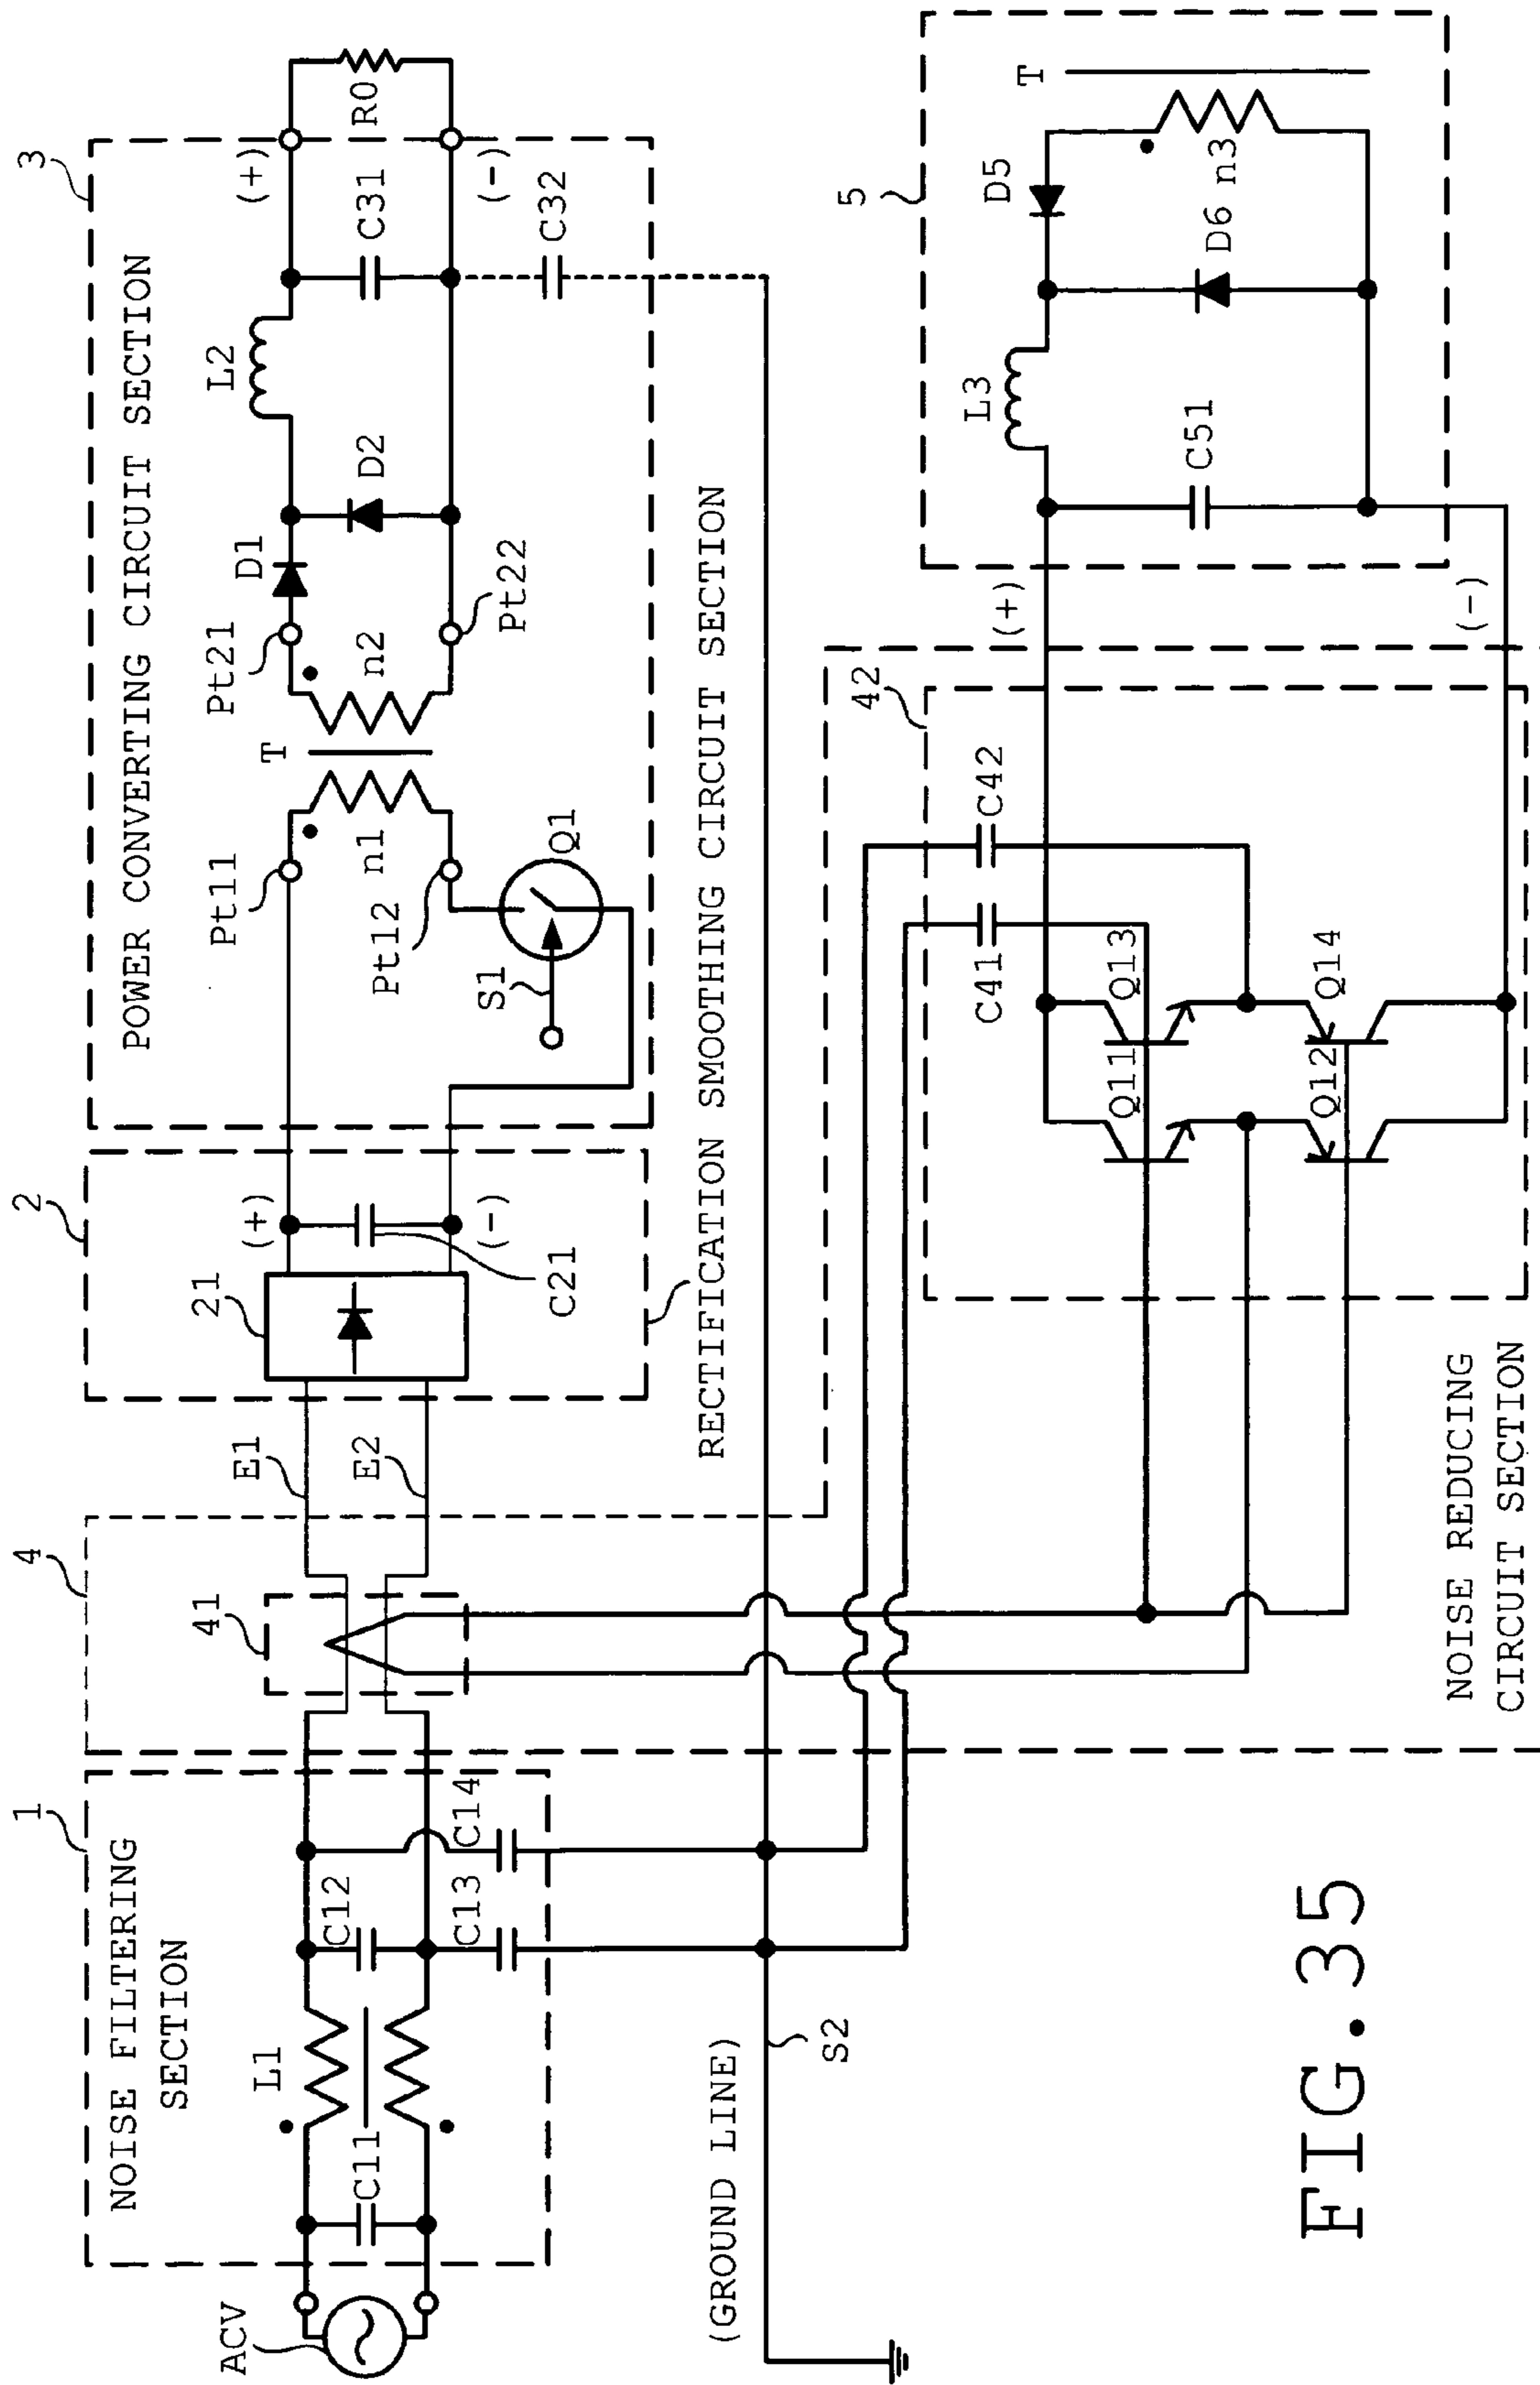 3
POWER CONVERTING CIRCUIT SECTION
Pt11
n1
Pt12
S1
Q1
T
n2
Pt21
Pt22
D1
D2
L2
C31
C32
(+)
(-)
R0
2
21
(+)
(-)
C21
RECTIFICATION SMOOTHING CIRCUIT SECTION
E1
E2
4
41
1
NOISE FILTERING
SECTION
L1
C11
C12
C13
C14
ACV
(GROUND LINE)
S2
5
T
n3
D5
D6
L3
C51
(+)
(-)
42
C41
C42
Q11
Q13
Q12
Q14
NOISE REDUCING
CIRCUIT SECTION
FIG.35